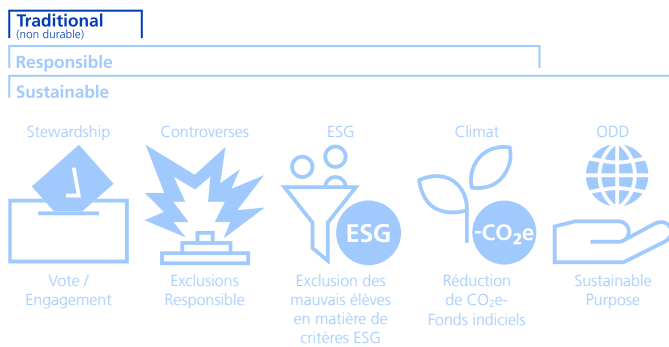 Traditional
(non durable)
Responsible
Sustainable
Stewardship
Controverses
ESG
Climat
ODD
ESG
-CO₂e
Vote /
Engagement
Exclusions
Responsible
Exclusion des
mauvais élèves
en matière de
critères ESG
Réduction
de CO₂e-
Fonds indiciels
Sustainable
Purpose